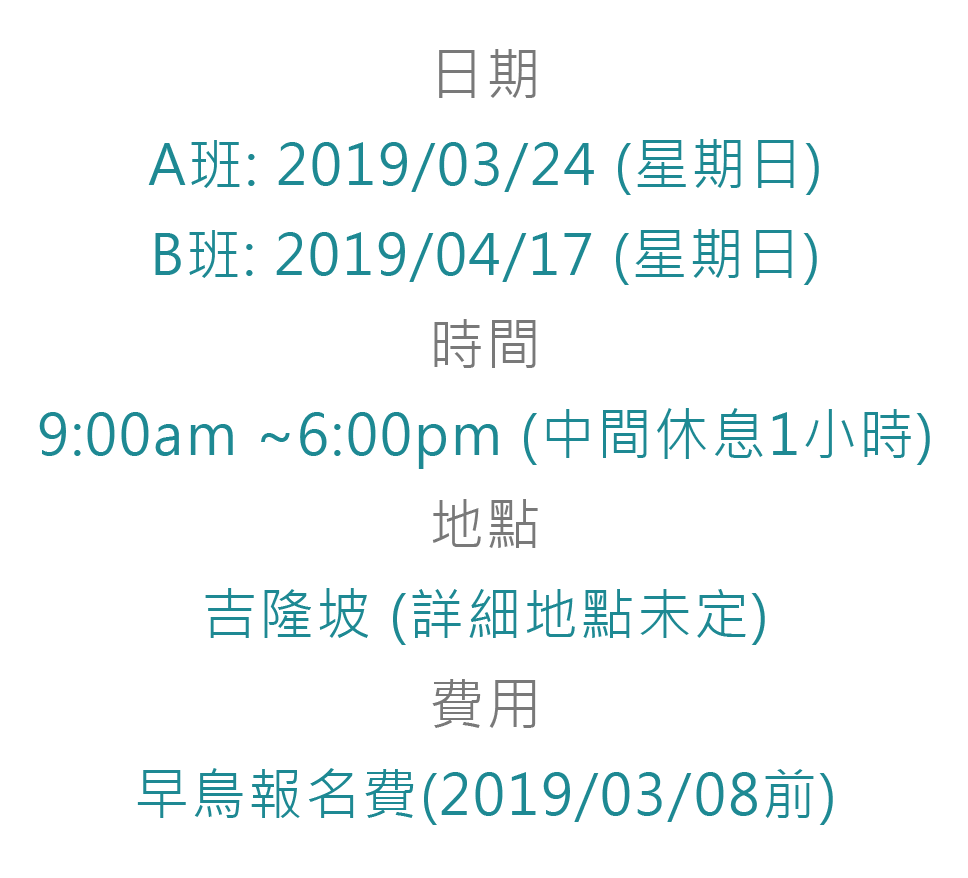 日期
A班: 2019/03/24 (星期日)
B班: 2019/04/17 (星期日)
時間
9:00am ~6:00pm (中間休息1小時)
地點
吉隆坡 (詳細地點未定)
費用
早鳥報名費(2019/03/08前)